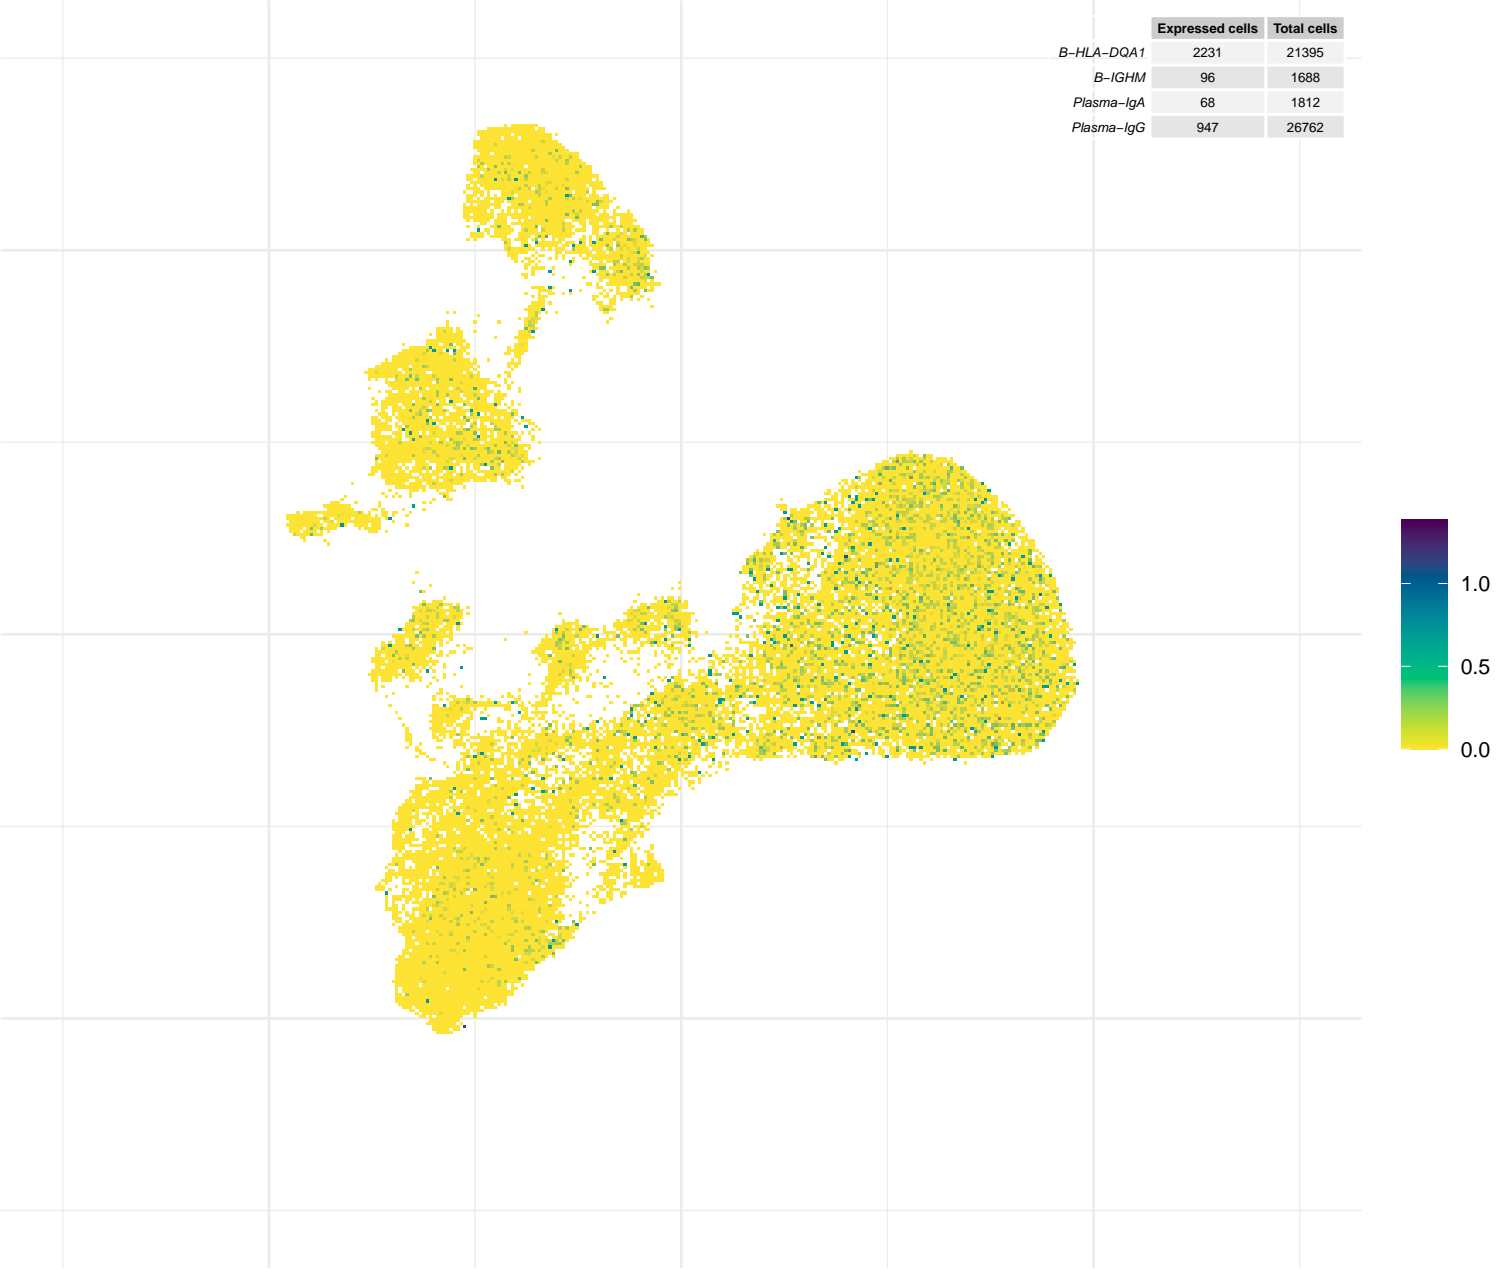 Expressed cells Total cells
B−HLA−DQA1 2231 21395
B−IGHM 96 1688
Plasma−IgA 68 1812
Plasma−IgG 947 26762
1.0
0.5
0.0